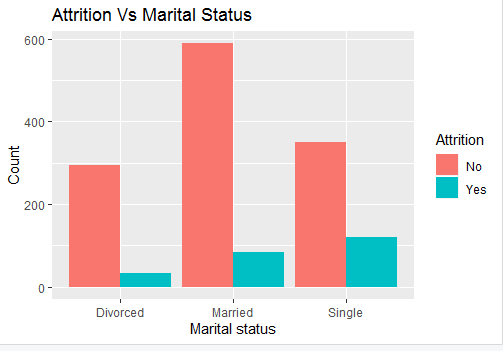 Attrition Vs Marital Status
600
400
200
0
Count
Divorced Married Single
Marital status
Attrition
No
Yes